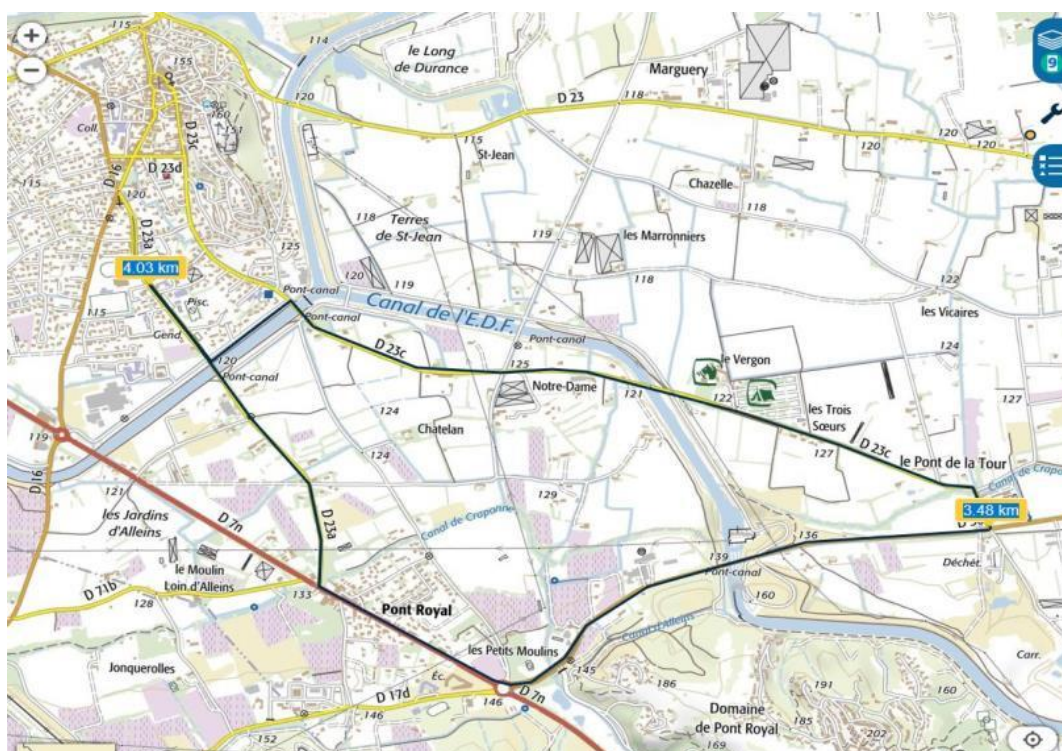 115
114
+
−
155
le Long
de Durance
Marguery
9
160
151
120
D 23
118
Coll.
D 23c
115
120
120
D 16
D 23d
St-Jean
115
120
Chazelle
118
118
Terres
de St-Jean
119
les Marronniers
D 23a
125
4.03 km
120
119
118
122
Pont-canal
Canal de l'E.D.F.
Pisc.
Pont-canal
les Vicaires
115
Gend.
120
D 23c
Pont-canal
124
Pont-canal
125
le Vergon
Notre-Dame
121
122
127
119
124
Chatelan
les Trois
Sœurs
127
D 23c
le Pont de la Tour
124
D 16
121
129
3.48 km
les Jardins
d'Alleins
D 7n
D 23a
Canal de Craponne
136
139
Pont-canal
Déchèt.
le Moulin
Loin d'Alleins
D 71b
133
128
Pont Royal
160
Canal d'Alleins
les Petits Moulins
145
Jonquerolles
186
Carr.
Éc.
D 17d
D 7n
146
146
191
160
Domaine
de Pont Royal
185
152
169
202